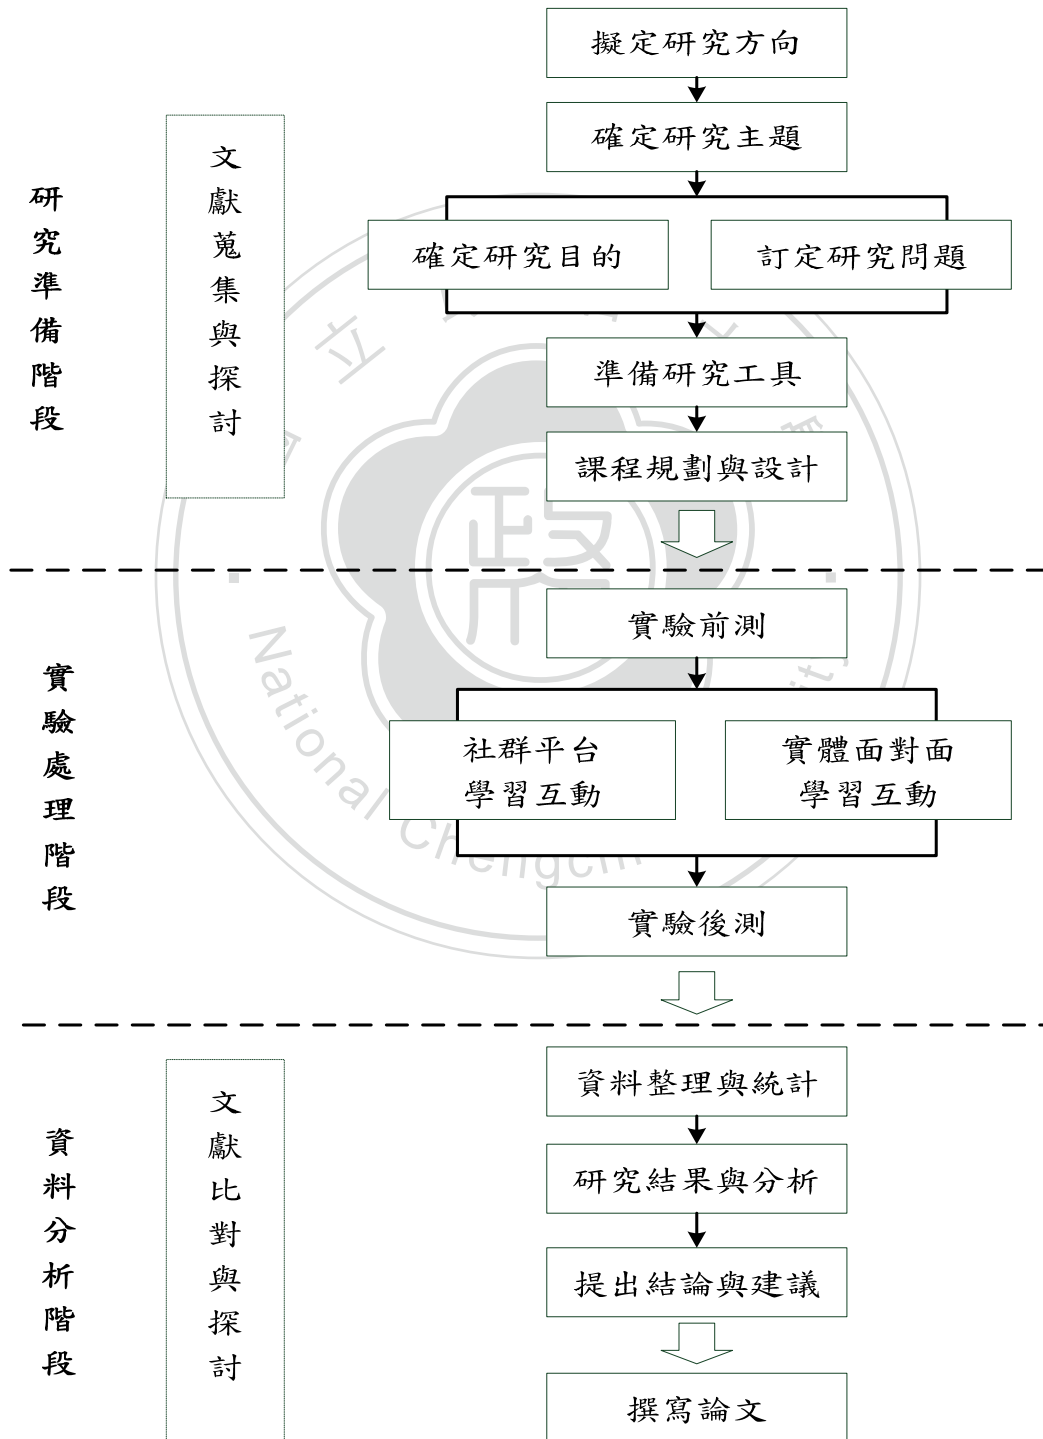 擬定研究方向
確定研究主題
研究準備階段
文獻蒐集與探討
確定研究目的
訂定研究問題
準備研究工具
課程規劃與設計
實驗前測
實驗處理階段
社群平台
學習互動
實體面對面
學習互動
實驗後測
資料整理與統計
資料分析階段
文獻比對與探討
研究結果與分析
提出結論與建議
撰寫論文
立
政
National Chengchi